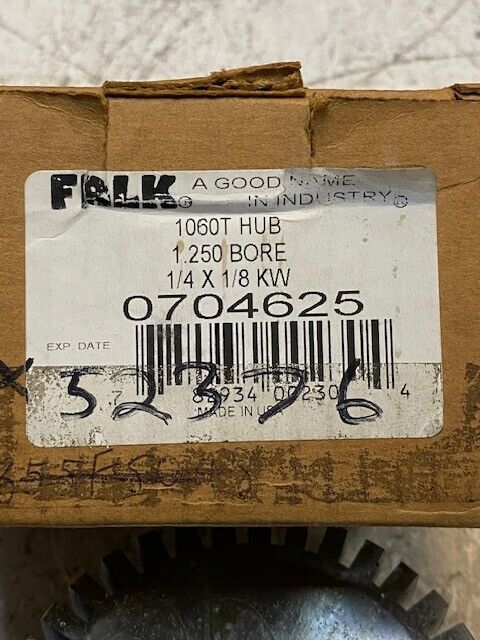 FALK A GOOD NAME
IN INDUSTRY®
1060T HUB
1.250 BORE
1/4 X 1/8 KW
0704625
EXP. DATE
52376
4
MADE IN